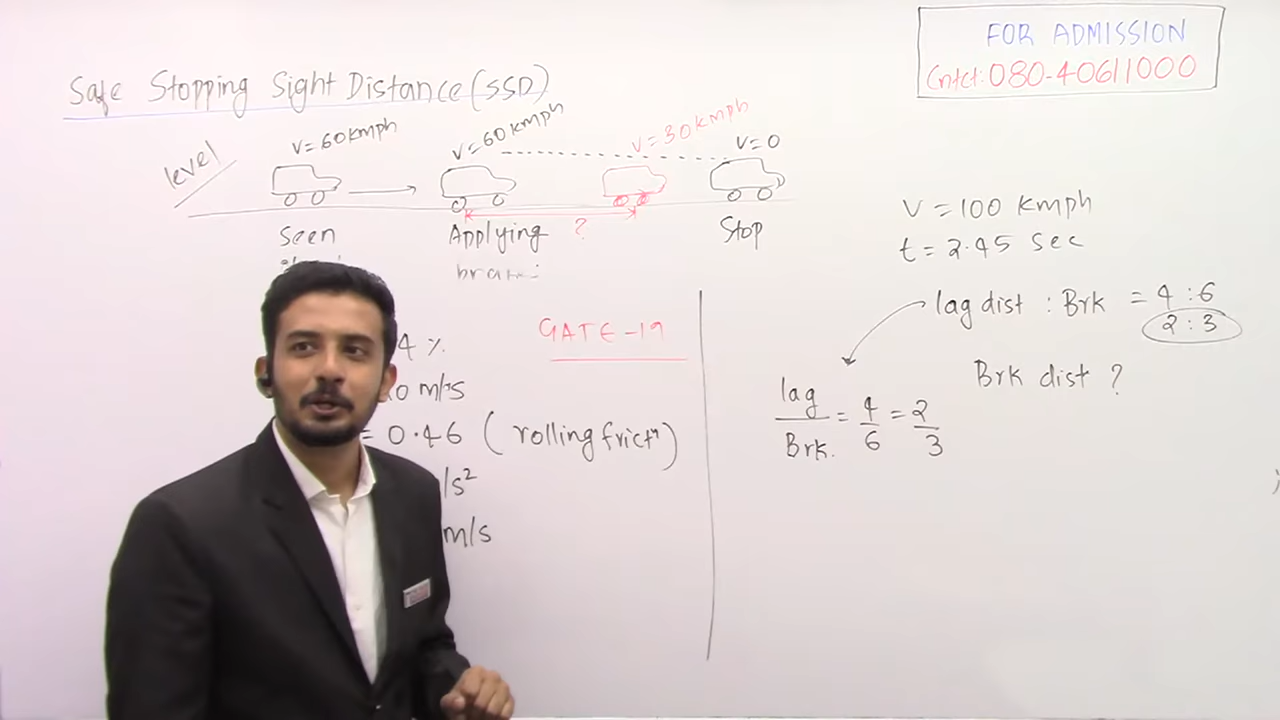 FOR ADMISSION
Cntct: 080-40611000
Safe Stopping Sight Distance (SSD)
level
V=60kmph
V=60kmph
V=30kmph
V=0
Seen
Applying
?
Stop
GATE-19
4 %
0 m/s
= 0.46 (rolling frictⁿ)
/s²
m/s
V = 100 kmph
t = 2.45 sec
lag dist : Brk = 4 : 6
2 : 3
Brk dist ?
lag/Brk. = 4/6 = 2/3